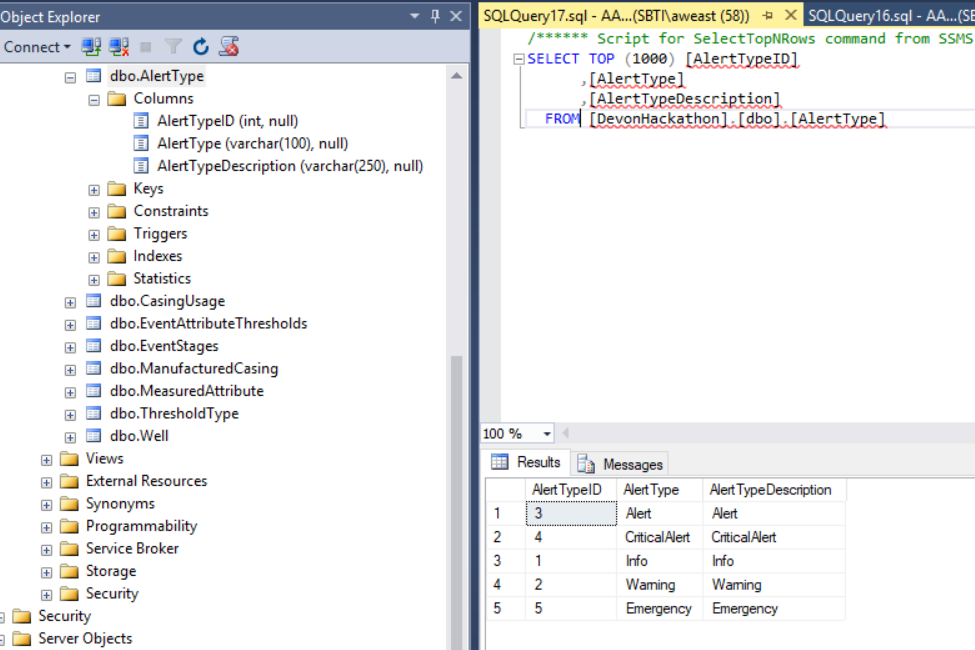 Object Explorer
Connect
dbo.AlertType
Columns
AlertTypeID (int, null)
AlertType (varchar(100), null)
AlertTypeDescription (varchar(250), null)
Keys
Constraints
Triggers
Indexes
Statistics
dbo.CasingUsage
dbo.EventAttributeThresholds
dbo.EventStages
dbo.ManufacturedCasing
dbo.MeasuredAttribute
dbo.ThresholdType
dbo.Well
Views
External Resources
Synonyms
Programmability
Service Broker
Storage
Security
Security
Server Objects
SQLQuery17.sql - AA...(SBTI\aweast (58)) SQLQuery16.sql - AA...(SB
/****** Script for SelectTopNRows command from SSMS
SELECT TOP (1000) [AlertTypeID]
,[AlertType]
,[AlertTypeDescription]
FROM [DevonHackathon].[dbo].[AlertType]
100 %
Results Messages
AlertTypeID AlertType AlertTypeDescription
1 3 Alert Alert
2 4 CriticalAlert CriticalAlert
3 1 Info Info
4 2 Warning Warning
5 5 Emergency Emergency